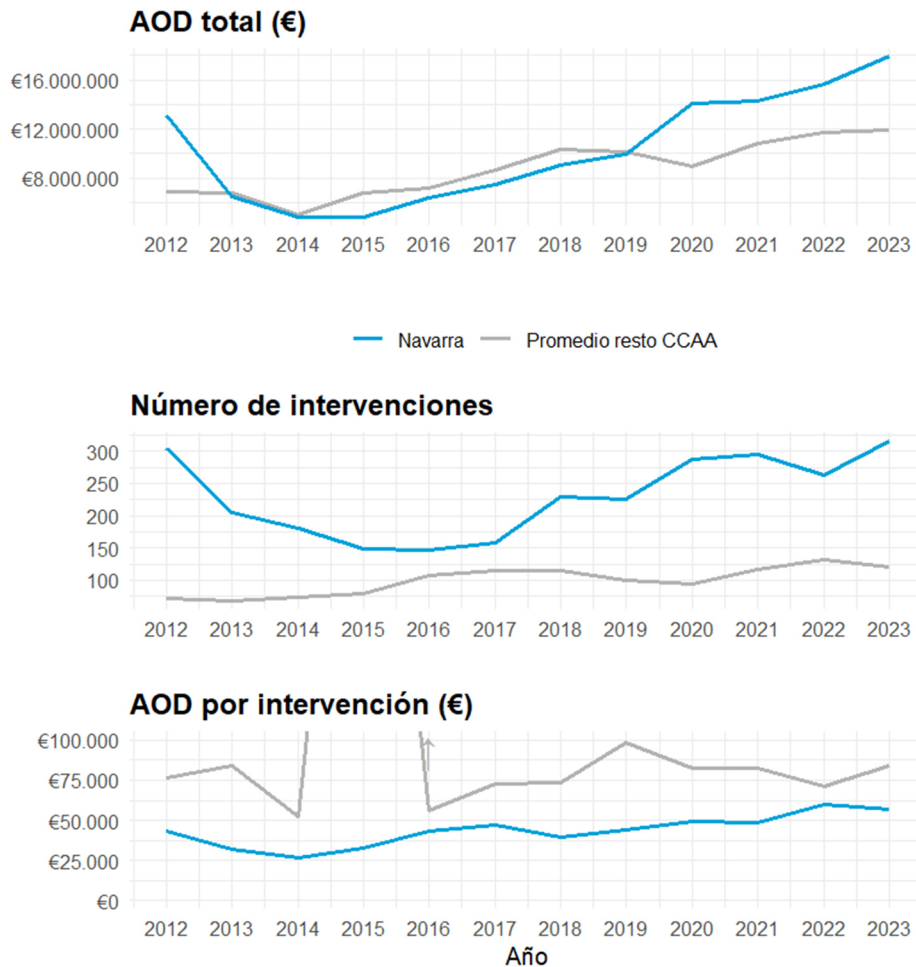 AOD total (€)
€16.000.000
€12.000.000
€8.000.000
2012 2013 2014 2015 2016 2017 2018 2019 2020 2021 2022 2023
Navarra Promedio resto CCAA
Número de intervenciones
300
250
200
150
100
2012 2013 2014 2015 2016 2017 2018 2019 2020 2021 2022 2023
AOD por intervención (€)
€100.000
€75.000
€50.000
€25.000
€0
2012 2013 2014 2015 2016 2017 2018 2019 2020 2021 2022 2023
Año